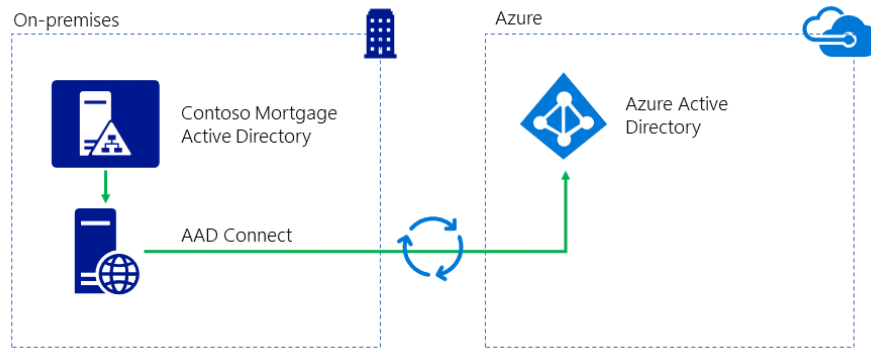 On-premises
Azure
Contoso Mortgage
Active Directory
Azure Active
Directory
AAD Connect